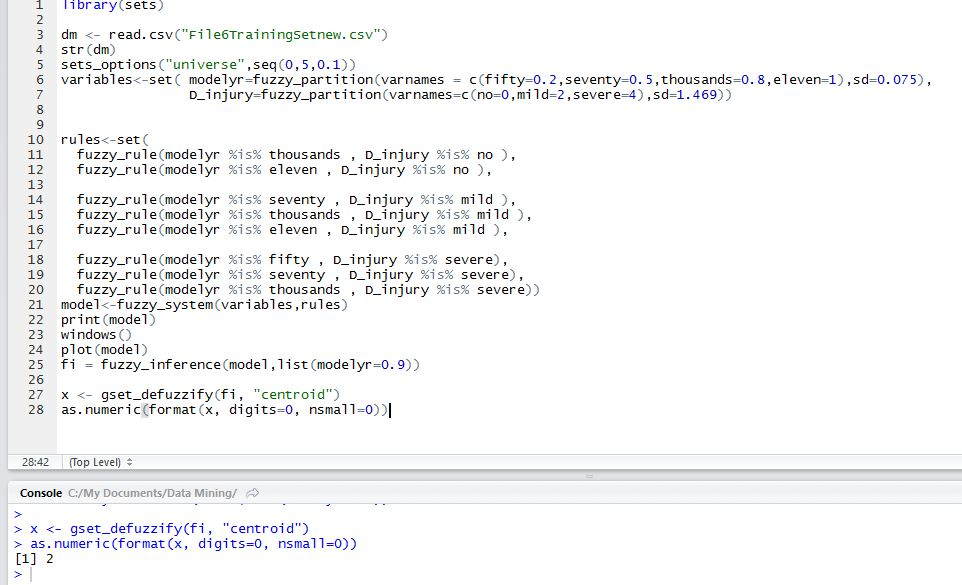 1 library(sets)
2
3 dm <- read.csv("File6TrainingSetnew.csv")
4 str(dm)
5 sets_options("universe",seq(0,5,0.1))
6 variables<-set( modelyr=fuzzy_partition(varnames = c(fifty=0.2,seventy=0.5,thousands=0.8,eleven=1),sd=0.075),
7 D_injury=fuzzy_partition(varnames=c(no=0,mild=2,severe=4),sd=1.469))
8
9
10 rules<-set(
11 fuzzy_rule(modelyr %is% thousands , D_injury %is% no ),
12 fuzzy_rule(modelyr %is% eleven , D_injury %is% no ),
13
14 fuzzy_rule(modelyr %is% seventy , D_injury %is% mild ),
15 fuzzy_rule(modelyr %is% thousands , D_injury %is% mild ),
16 fuzzy_rule(modelyr %is% eleven , D_injury %is% mild ),
17
18 fuzzy_rule(modelyr %is% fifty , D_injury %is% severe),
19 fuzzy_rule(modelyr %is% seventy , D_injury %is% severe),
20 fuzzy_rule(modelyr %is% thousands , D_injury %is% severe))
21 model<-fuzzy_system(variables,rules)
22 print(model)
23 windows()
24 plot(model)
25 fi = fuzzy_inference(model,list(modelyr=0.9))
26
27 x <- gset_defuzzify(fi, "centroid")
28 as.numeric(format(x, digits=0, nsmall=0))
28:42 (Top Level)
Console C:/My Documents/Data Mining/
>
> x <- gset_defuzzify(fi, "centroid")
> as.numeric(format(x, digits=0, nsmall=0))
[1] 2
>